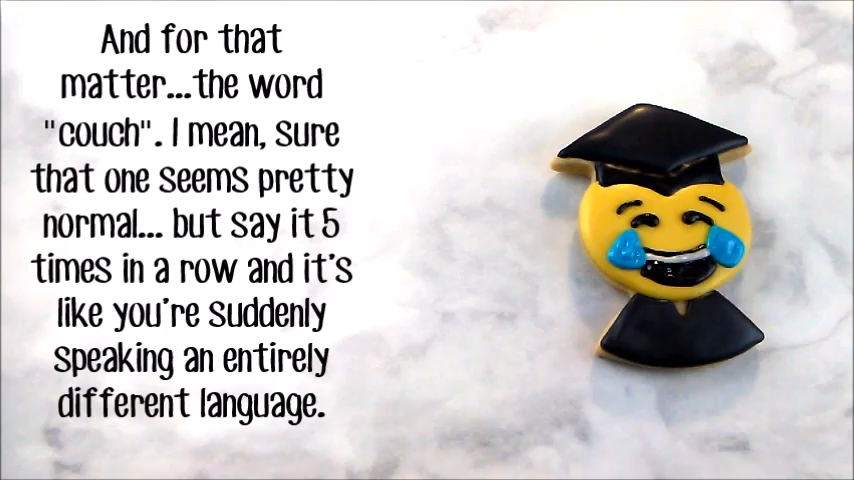 And for that
matter...the word
"couch". I mean, sure
that one seems pretty
normal... but say it 5
times in a row and it's
like you're suddenly
speaking an entirely
different language.